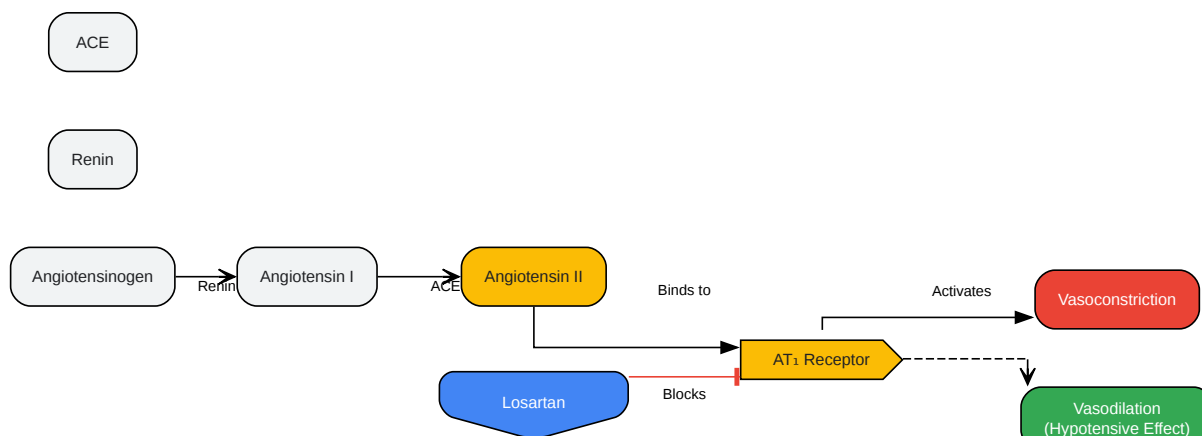 ACE
Renin
Angiotensinogen
Renin
Angiotensin I
ACE
Angiotensin II
Binds to
Activates
Vasoconstriction
AT₁ Receptor
Losartan
Blocks
Vasodilation
(Hypotensive Effect)